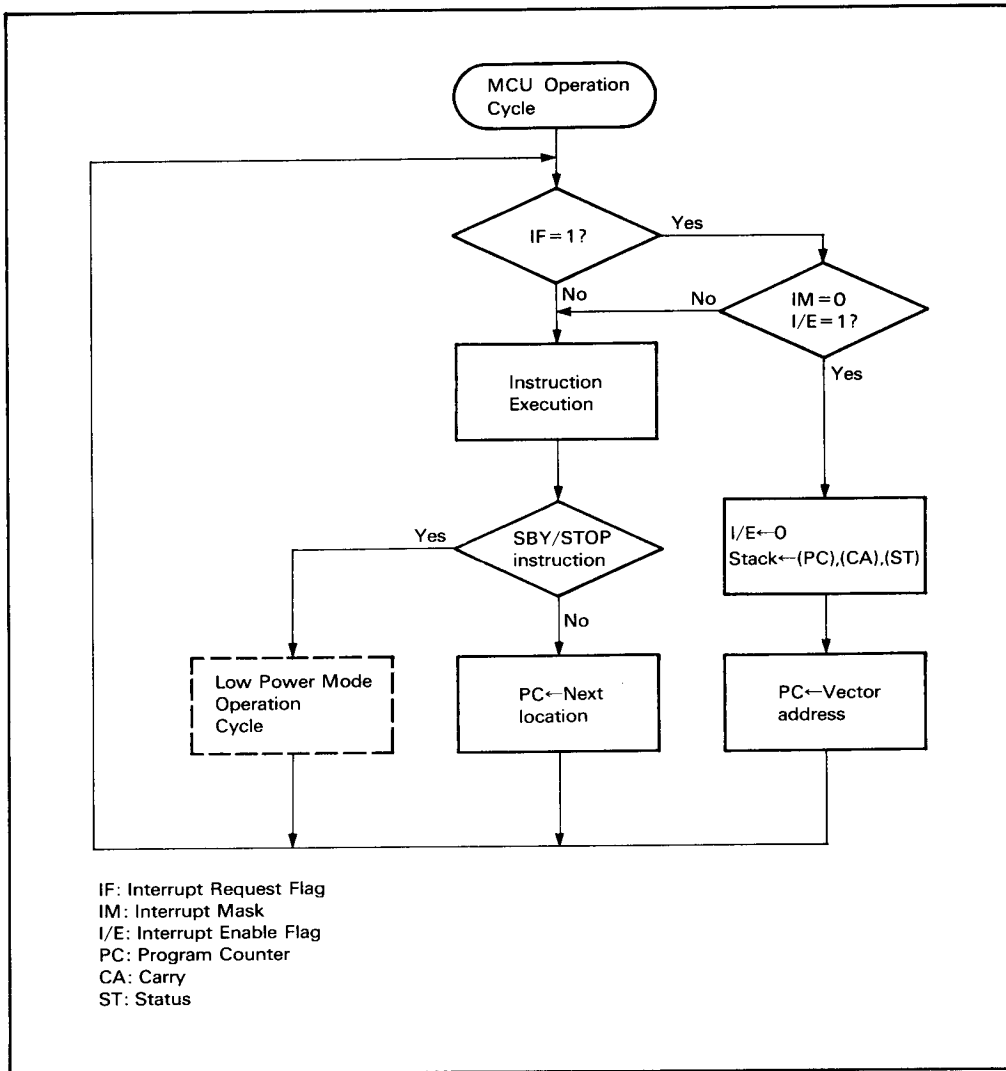 MCU Operation
Cycle
IF=1?
Yes
No
No
IM=0
I/E=1?
Yes
Instruction
Execution
Yes
SBY/STOP
instruction
No
I/E←0
Stack←(PC),(CA),(ST)
Low Power Mode
Operation
Cycle
PC←Next
location
PC←Vector
address
IF: Interrupt Request Flag
IM: Interrupt Mask
I/E: Interrupt Enable Flag
PC: Program Counter
CA: Carry
ST: Status